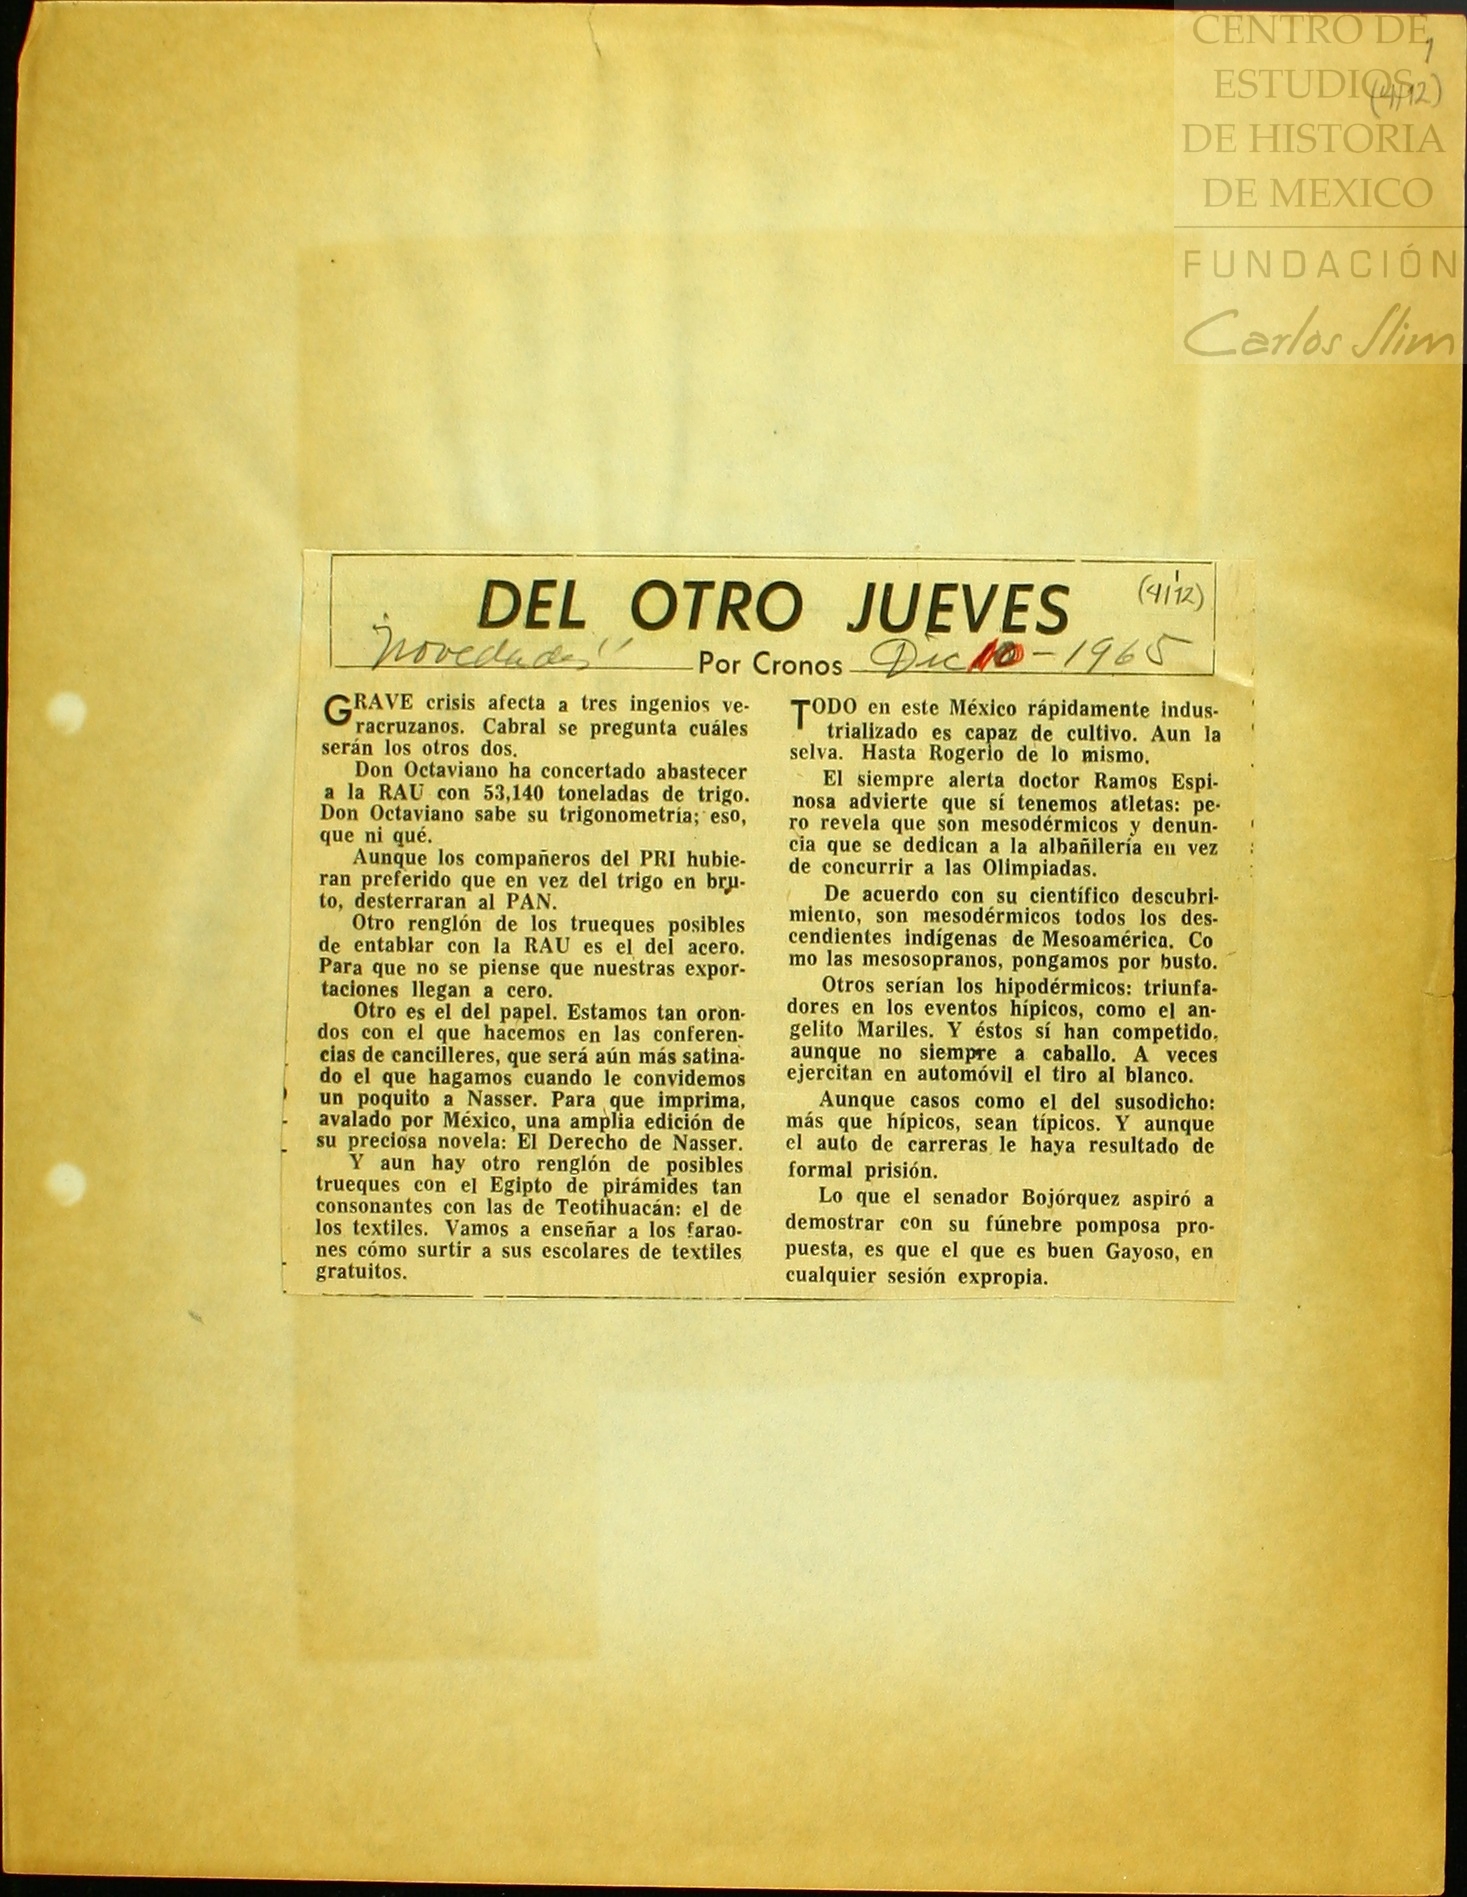 CENTRO DE
ESTUDIOS
DE HISTORIA
DE MEXICO
FUNDACIÓN
Carlos Slim
(4/12)
DEL OTRO JUEVES
(4/12)
"Novedades" Por Cronos Dic 10-1965
GRAVE crisis afecta a tres ingenios ve-
racruzanos. Cabral se pregunta cuáles
serán los otros dos.
Don Octaviano ha concertado abastecer
a la RAU con 53,140 toneladas de trigo.
Don Octaviano sabe su trigonometría; eso,
que ni qué.
Aunque los compañeros del PRI hubie-
ran preferido que en vez del trigo en bru-
to, desterraran al PAN.
Otro renglón de los trueques posibles
de entablar con la RAU es el del acero.
Para que no se piense que nuestras expor-
taciones llegan a cero.
Otro es el del papel. Estamos tan oron-
dos con el que hacemos en las conferen-
cias de cancilleres, que será aún más satina-
do el que hagamos cuando le convidemos
un poquito a Nasser. Para que imprima,
avalado por México, una amplia edición de
su preciosa novela: El Derecho de Nasser.
Y aun hay otro renglón de posibles
trueques con el Egipto de pirámides tan
consonantes con las de Teotihuacán: el de
los textiles. Vamos a enseñar a los farao-
nes cómo surtir a sus escolares de textiles
gratuitos.
TODO en este México rápidamente indus-
trializado es capaz de cultivo. Aun la
selva. Hasta Rogerio de lo mismo.
El siempre alerta doctor Ramos Espi-
nosa advierte que sí tenemos atletas: pe-
ro revela que son mesodérmicos y denun-
cia que se dedican a la albañilería en vez
de concurrir a las Olimpiadas.
De acuerdo con su científico descubri-
miento, son mesodérmicos todos los des-
cendientes indígenas de Mesoamérica. Co
mo las mesosopranos, pongamos por busto.
Otros serían los hipodérmicos: triunfa-
dores en los eventos hípicos, como el an-
gelito Mariles. Y éstos sí han competido,
aunque no siempre a caballo. A veces
ejercitan en automóvil el tiro al blanco.
Aunque casos como el del susodicho:
más que hípicos, sean típicos. Y aunque
el auto de carreras le haya resultado de
formal prisión.
Lo que el senador Bojórquez aspiró a
demostrar con su fúnebre pomposa pro-
puesta, es que el que es buen Gayoso, en
cualquier sesión expropia.